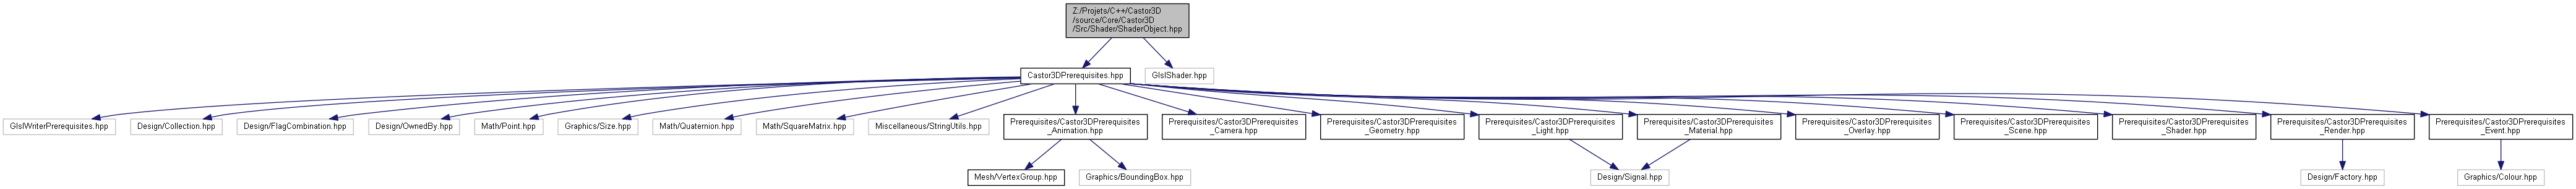 Z:/Projets/C++/Castor3D
/source/Core/Castor3D
/Src/Shader/ShaderObject.hpp
Castor3DPrerequisites.hpp
GlslShader.hpp
GlslWriterPrerequisites.hpp
Design/Collection.hpp
Design/FlagCombination.hpp
Design/OwnedBy.hpp
Math/Point.hpp
Graphics/Size.hpp
Math/Quaternion.hpp
Math/SquareMatrix.hpp
Miscellaneous/StringUtils.hpp
Prerequisites/Castor3DPrerequisites
_Animation.hpp
Prerequisites/Castor3DPrerequisites
_Camera.hpp
Prerequisites/Castor3DPrerequisites
_Geometry.hpp
Prerequisites/Castor3DPrerequisites
_Light.hpp
Prerequisites/Castor3DPrerequisites
_Material.hpp
Prerequisites/Castor3DPrerequisites
_Overlay.hpp
Prerequisites/Castor3DPrerequisites
_Scene.hpp
Prerequisites/Castor3DPrerequisites
_Shader.hpp
Prerequisites/Castor3DPrerequisites
_Render.hpp
Prerequisites/Castor3DPrerequisites
_Event.hpp
Mesh/VertexGroup.hpp
Graphics/BoundingBox.hpp
Design/Signal.hpp
Design/Factory.hpp
Graphics/Colour.hpp